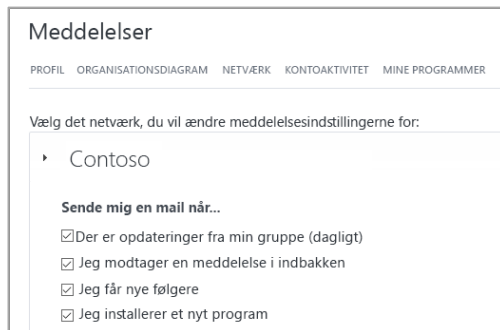 Meddelelser
PROFIL ORGANISATIONSDIAGRAM NETVÆRK KONTOAKTIVITET MINE PROGRAMMER
Vælg det netværk, du vil ændre meddelelsesindstillingerne for:
Contoso
Sende mig en mail når...
Der er opdateringer fra min gruppe (dagligt)
Jeg modtager en meddelelse i indbakken
Jeg får nye følgere
Jeg installerer et nyt program